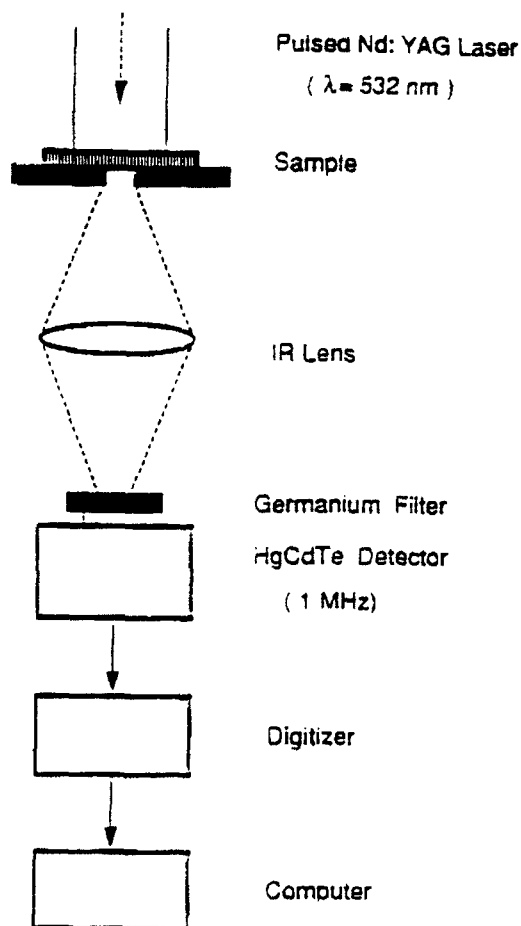 Pulsed Nd: YAG Laser
( λ= 532 nm )
Sample
IR Lens
Germanium Filter
HgCdTe Detector
( 1 MHz)
Digitizer
Computer